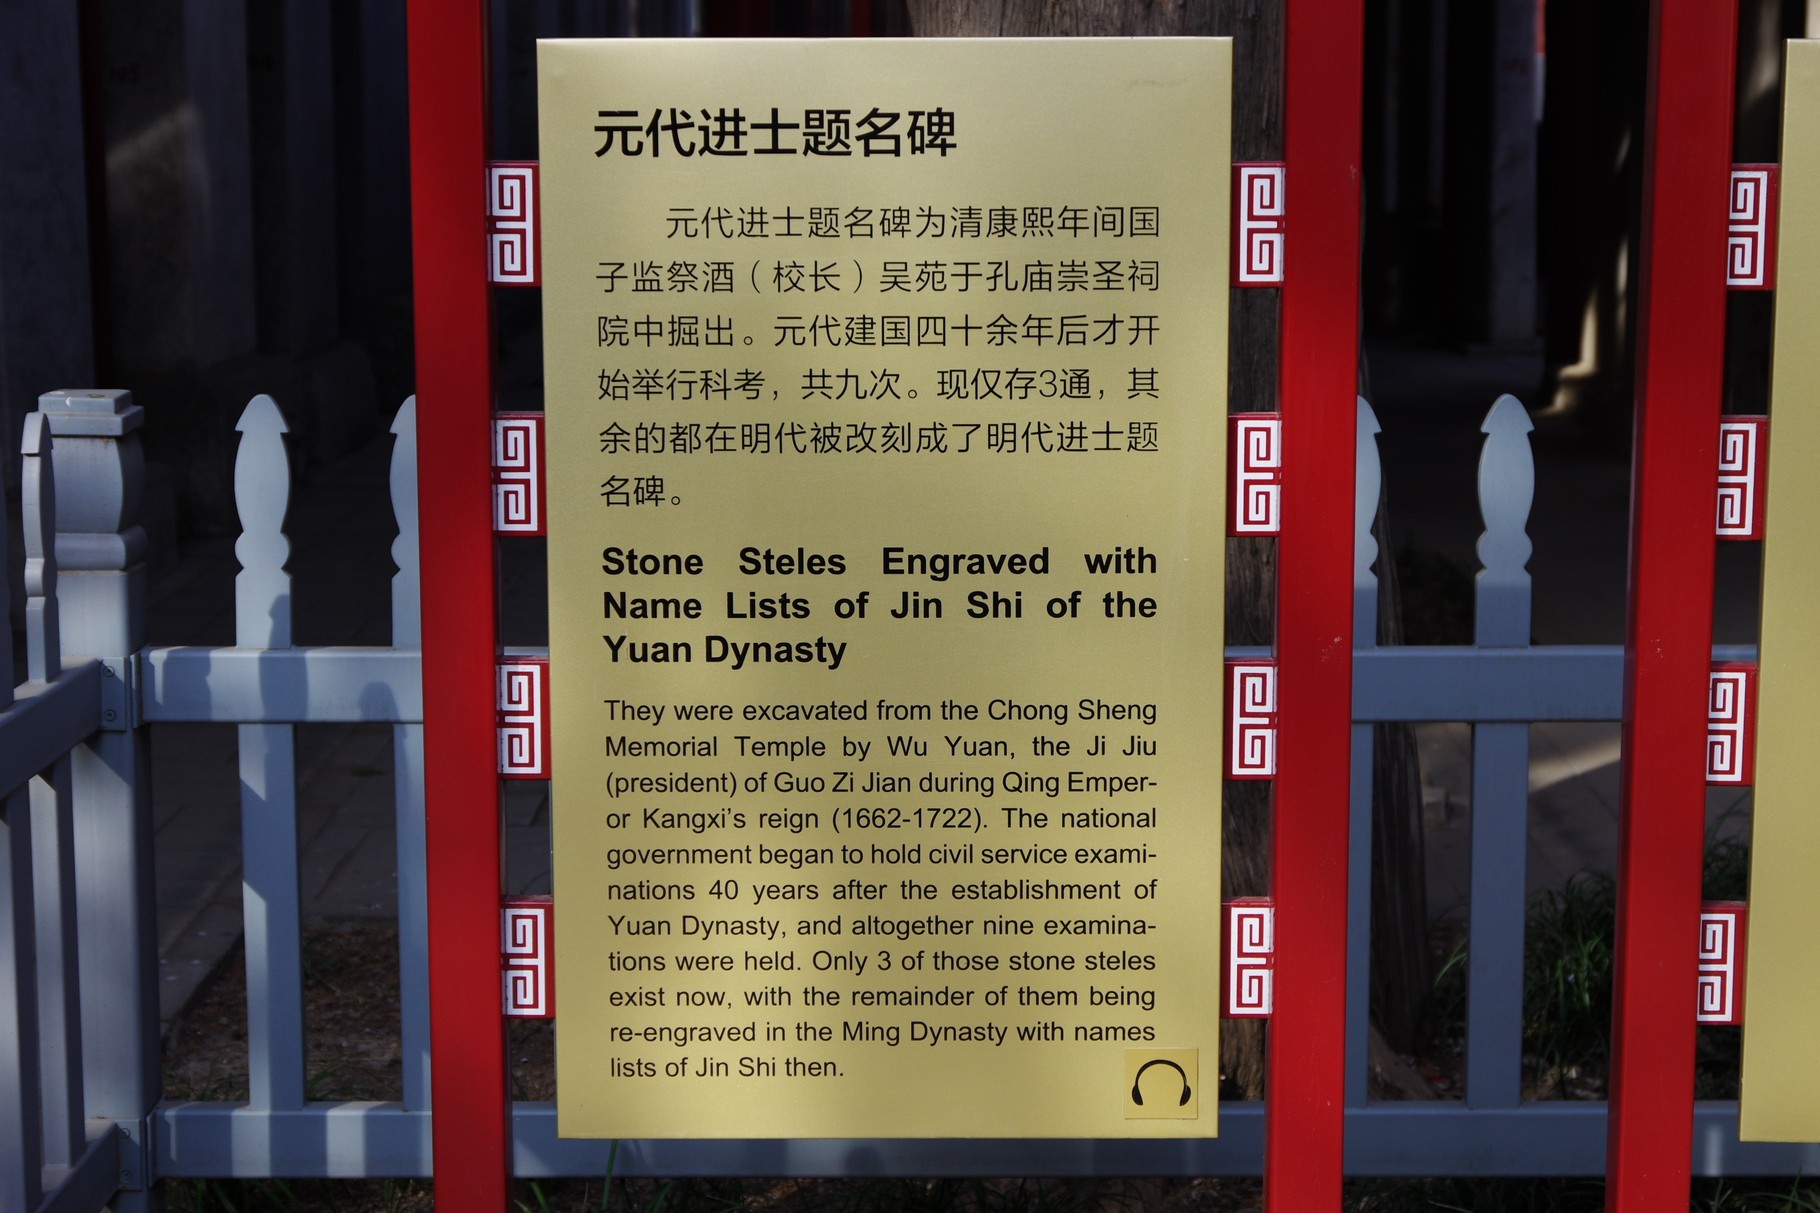 元代进士题名碑
元代进士题名碑为清康熙年间国
子监祭酒（校长）吴苑于孔庙崇圣祠
院中掘出。元代建国四十余年后才开
始举行科考，共九次。现仅存3通，其
余的都在明代被改刻成了明代进士题
名碑。
Stone Steles Engraved with
Name Lists of Jin Shi of the
Yuan Dynasty
They were excavated from the Chong Sheng
Memorial Temple by Wu Yuan, the Ji Jiu
(president) of Guo Zi Jian during Qing Emper-
or Kangxi’s reign (1662-1722). The national
government began to hold civil service exami-
nations 40 years after the establishment of
Yuan Dynasty, and altogether nine examina-
tions were held. Only 3 of those stone steles
exist now, with the remainder of them being
re-engraved in the Ming Dynasty with names
lists of Jin Shi then.